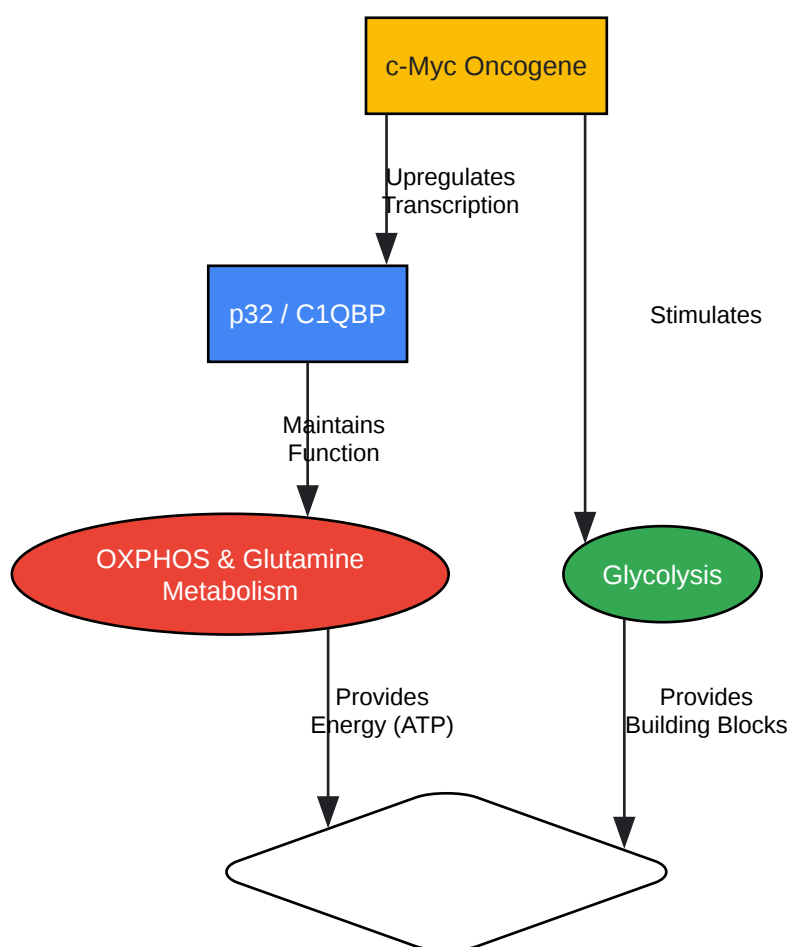 c-Myc Oncogene
Upregulates
Transcription
p32 / C1QBP
Stimulates
Maintains
Function
OXPHOS & Glutamine
Metabolism
Glycolysis
Provides
Energy (ATP)
Provides
Building Blocks